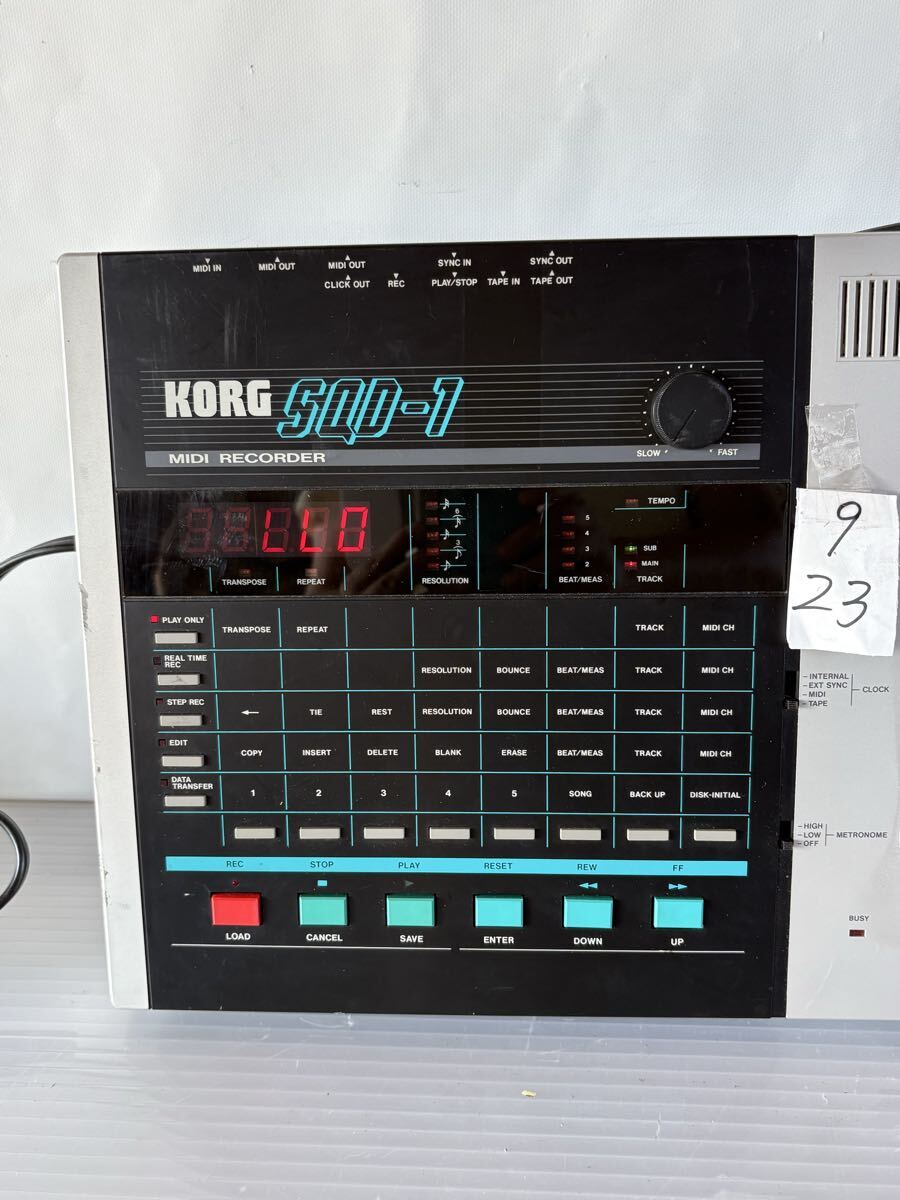 MIDI IN MIDI OUT MIDI OUT SYNC IN SYNC OUT
CLICK OUT REC PLAY/STOP TAPE IN TAPE OUT
KORG SQD-1
MIDI RECORDER
SLOW FAST
TEMPO
6
5
4
3
3
2
SUB
MAIN
TRANSPOSE REPEAT RESOLUTION BEAT/MEAS TRACK
9
23
PLAY ONLY TRANSPOSE REPEAT TRACK MIDI CH
REAL TIME REC RESOLUTION BOUNCE BEAT/MEAS TRACK MIDI CH
STEP REC ← TIE REST RESOLUTION BOUNCE BEAT/MEAS TRACK MIDI CH
EDIT COPY INSERT DELETE BLANK ERASE BEAT/MEAS TRACK MIDI CH
DATA TRANSFER 1 2 3 4 5 SONG BACK UP DISK-INITIAL
INTERNAL
EXT SYNC
MIDI
TAPE
CLOCK
HIGH
LOW
OFF
METRONOME
REC STOP PLAY RESET REW FF
LOAD CANCEL SAVE ENTER DOWN UP
BUSY